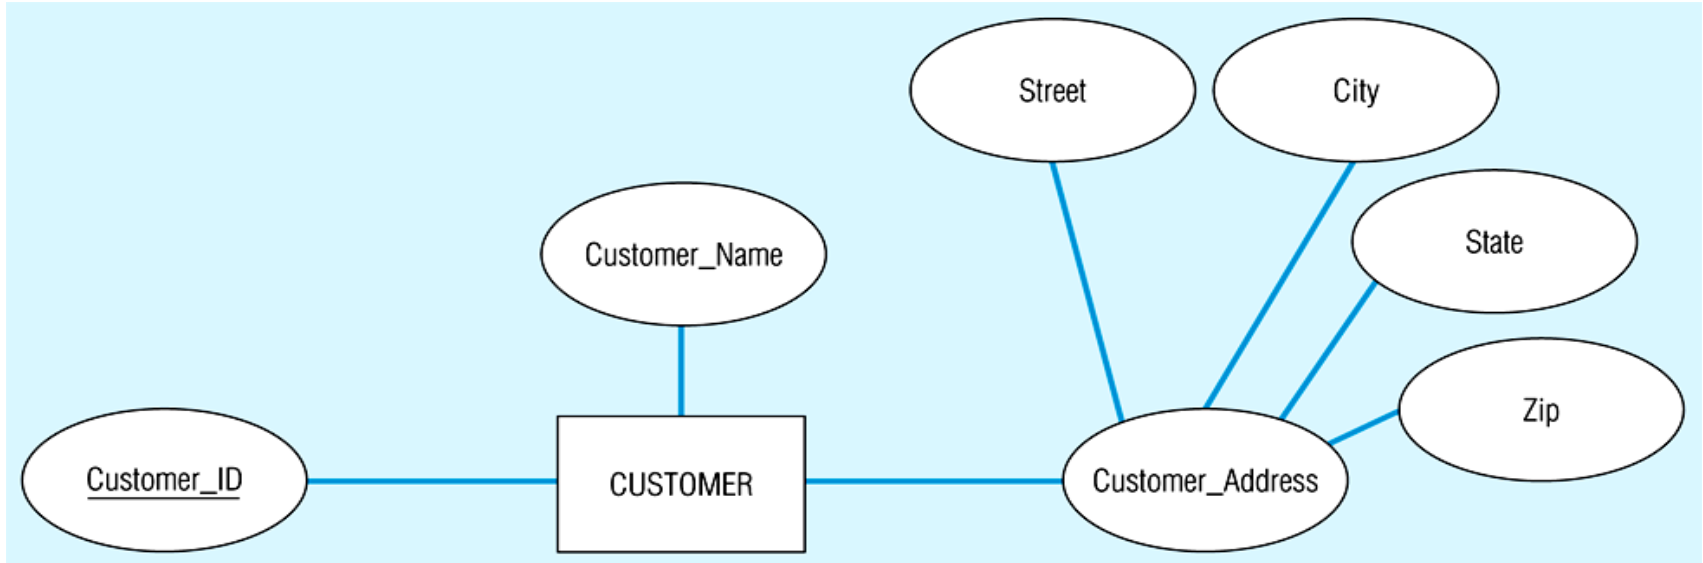 Street
City
State
Customer_Name
Zip
Customer_ID
CUSTOMER
Customer_Address